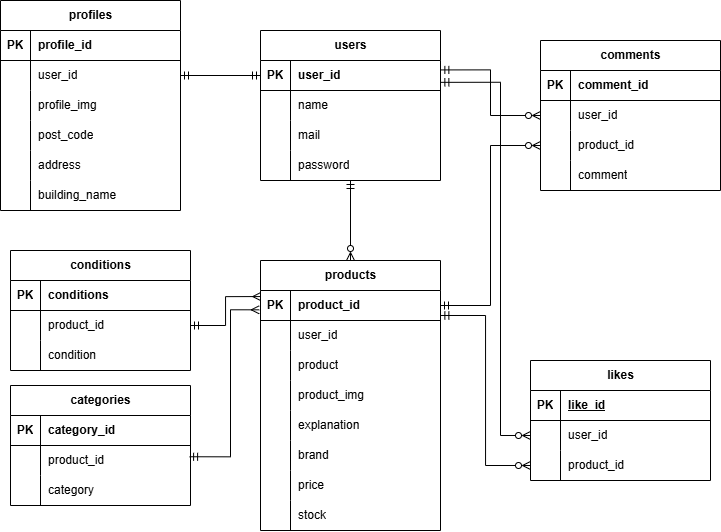 profiles
PK profile_id
user_id
profile_img
post_code
address
building_name
users
PK user_id
name
mail
password
comments
PK comment_id
user_id
product_id
comment
conditions
PK conditions
product_id
condition
categories
PK category_id
product_id
category
products
PK product_id
user_id
product
product_img
explanation
brand
price
stock
likes
PK like_id
user_id
product_id